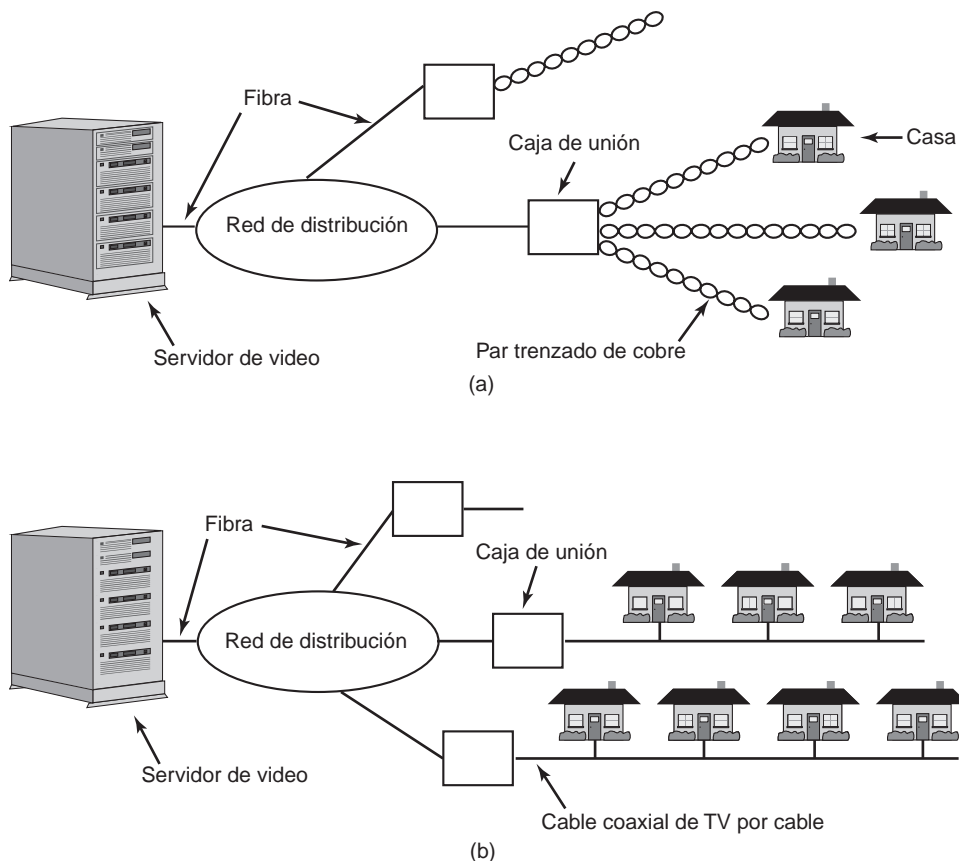 Fibra
Caja de unión
Casa
Red de distribución
Servidor de video
Par trenzado de cobre
(a)
Fibra
Caja de unión
Red de distribución
Servidor de video
Cable coaxial de TV por cable
(b)